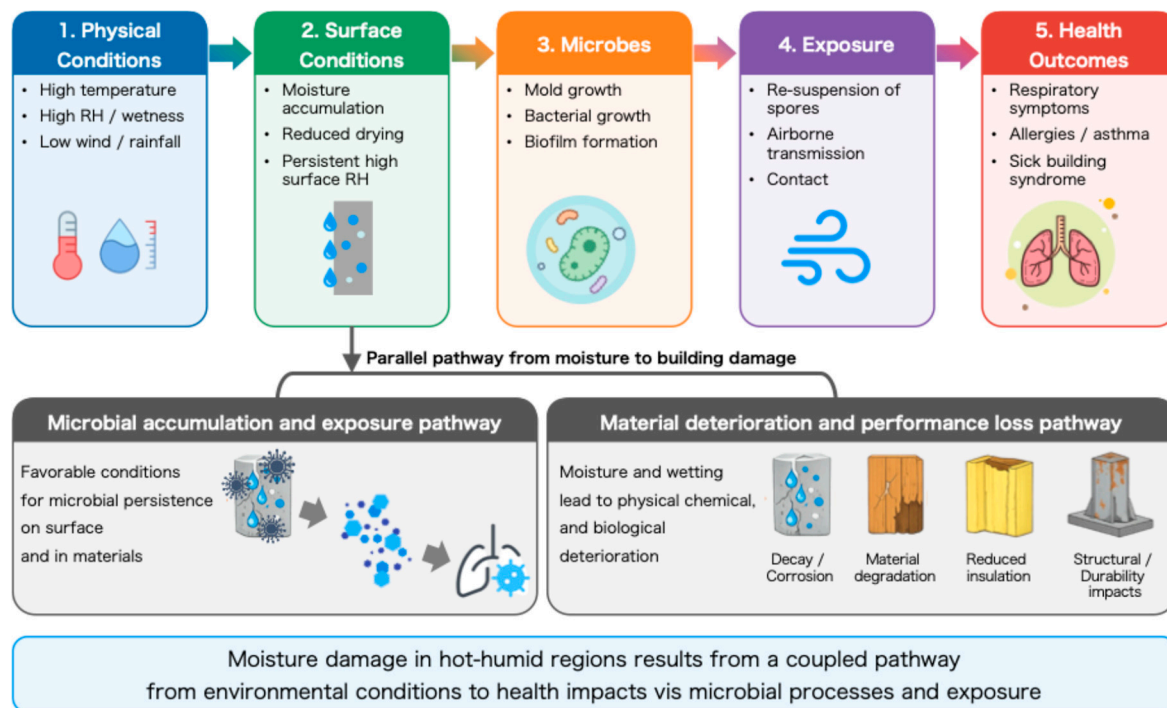 1. Physical
Conditions
• High temperature
• High RH / wetness
• Low wind / rainfall
2. Surface
Conditions
• Moisture
accumulation
• Reduced drying
• Persistent high
surface RH
3. Microbes
• Mold growth
• Bacterial growth
• Biofilm formation
4. Exposure
• Re-suspension of
spores
• Airborne
transmission
• Contact
5. Health
Outcomes
• Respiratory
symptoms
• Allergies / asthma
• Sick building
syndrome
Parallel pathway from moisture to building damage
Microbial accumulation and exposure pathway
Favorable conditions
for microbial persistence
on surface
and in materials
Material deterioration and performance loss pathway
Moisture and wetting
lead to physical chemical,
and biological
deterioration
Decay /
Corrosion
Material
degradation
Reduced
insulation
Structural /
Durability
impacts
Moisture damage in hot-humid regions results from a coupled pathway
from environmental conditions to health impacts vis microbial processes and exposure